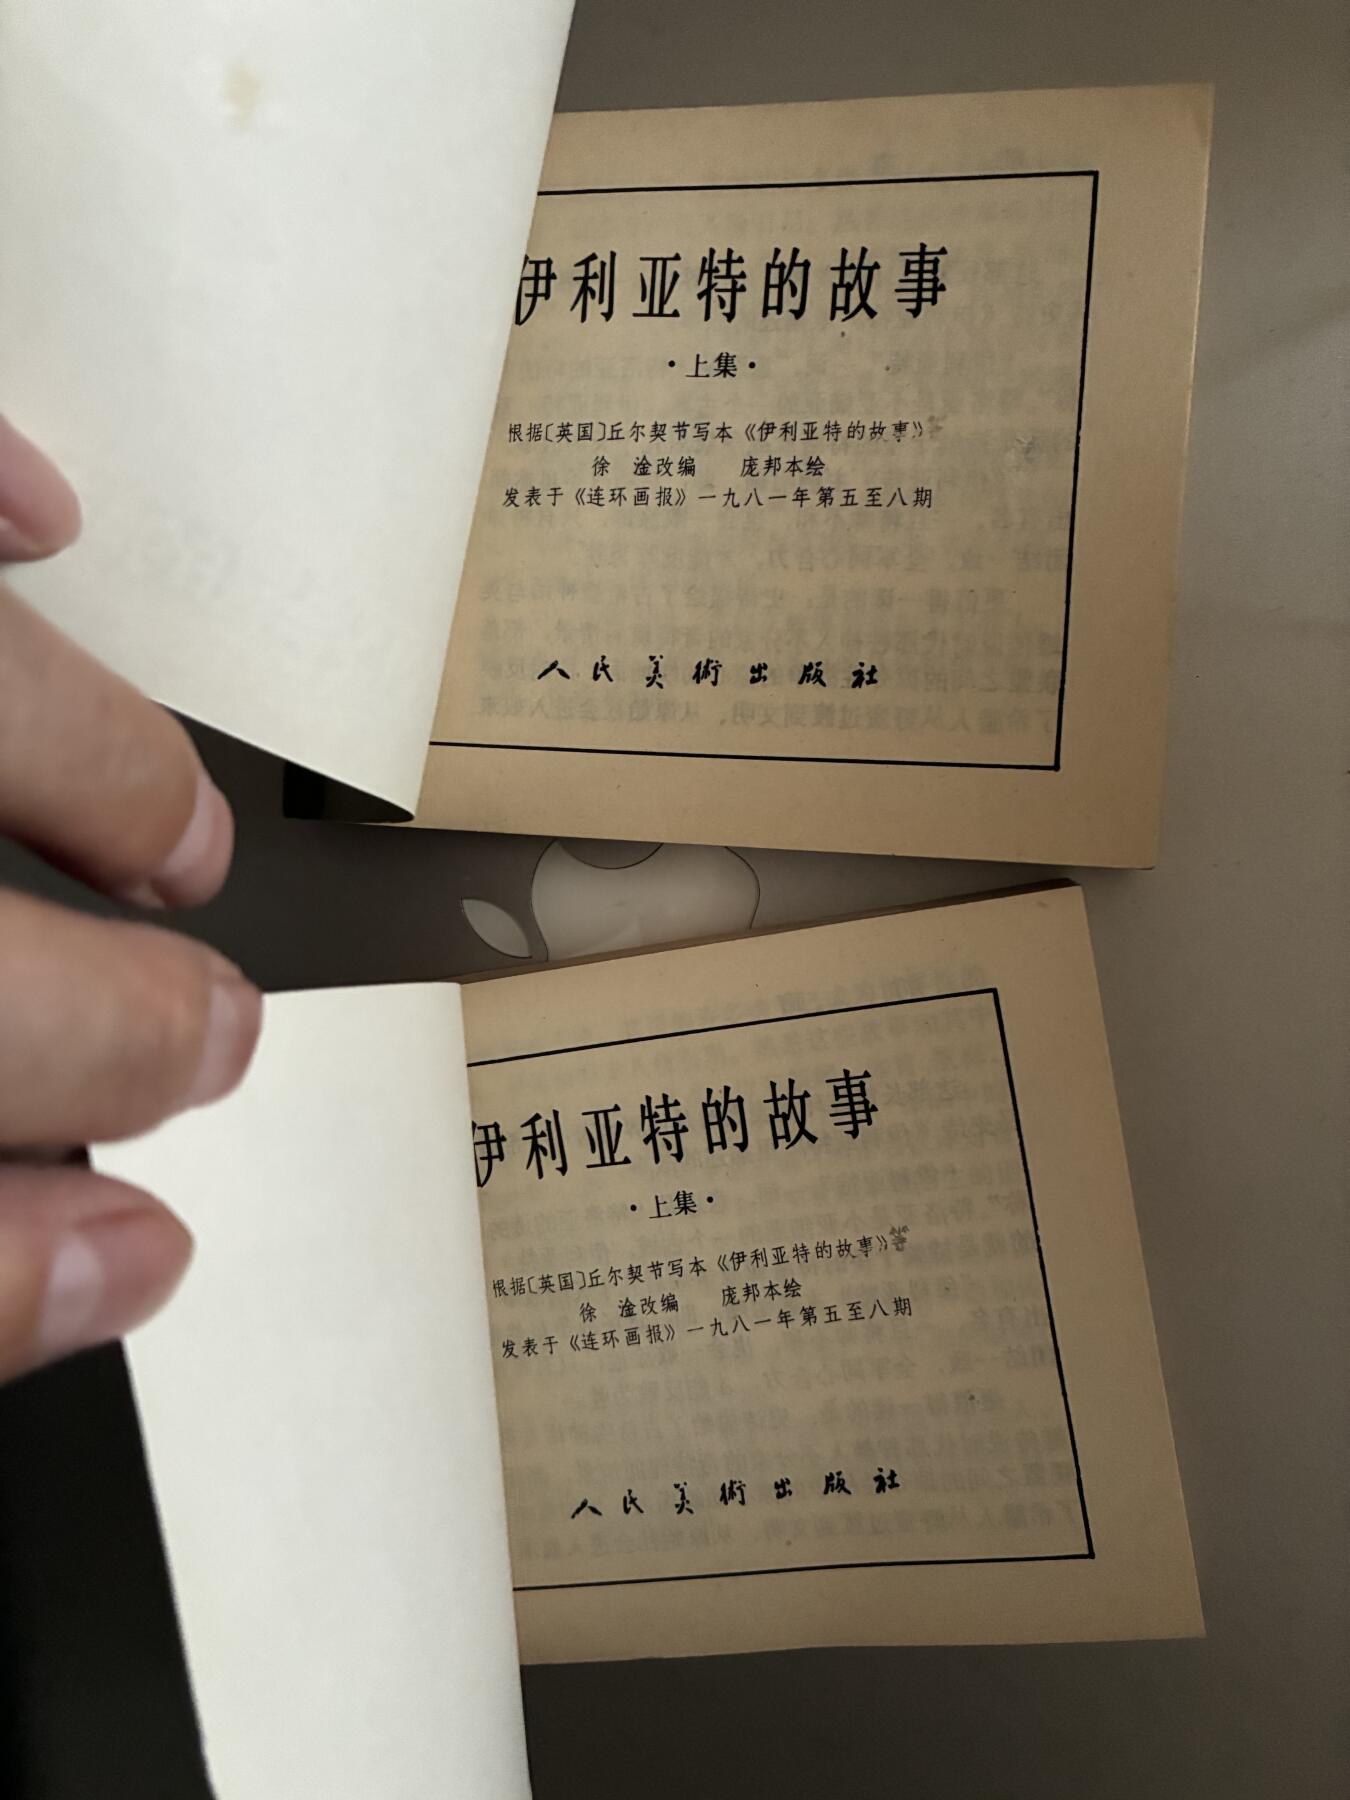 伊利亚特的故事
·上集·
根据〔英国〕丘尔契节写本《伊利亚特的故事》
徐 淦改编 庞邦本绘
发表于《连环画报》一九八一年第五至八期
人民美術出版社
伊利亚特的故事
·上集·
根据〔英国〕丘尔契节写本《伊利亚特的故事》等
徐 淦改编 庞邦本绘
发表于《连环画报》一九八一年第五至八期
人民美術出版社